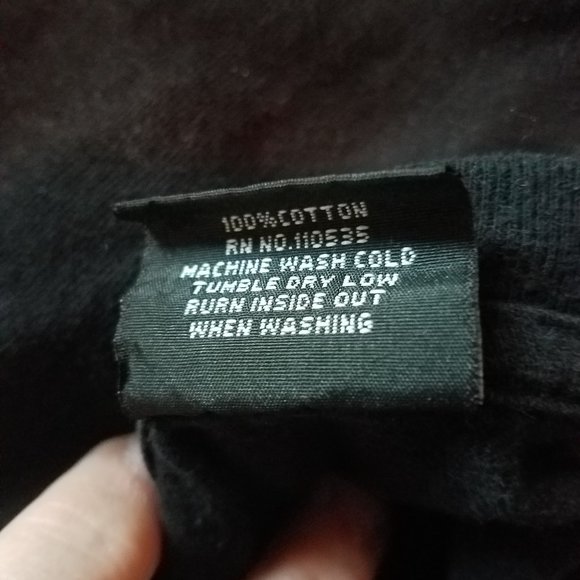 100%COTTON
RN NO.110535
MACHINE WASH COLD
TUMBLE DRY LOW
RURN INSIDE OUT
WHEN WASHING